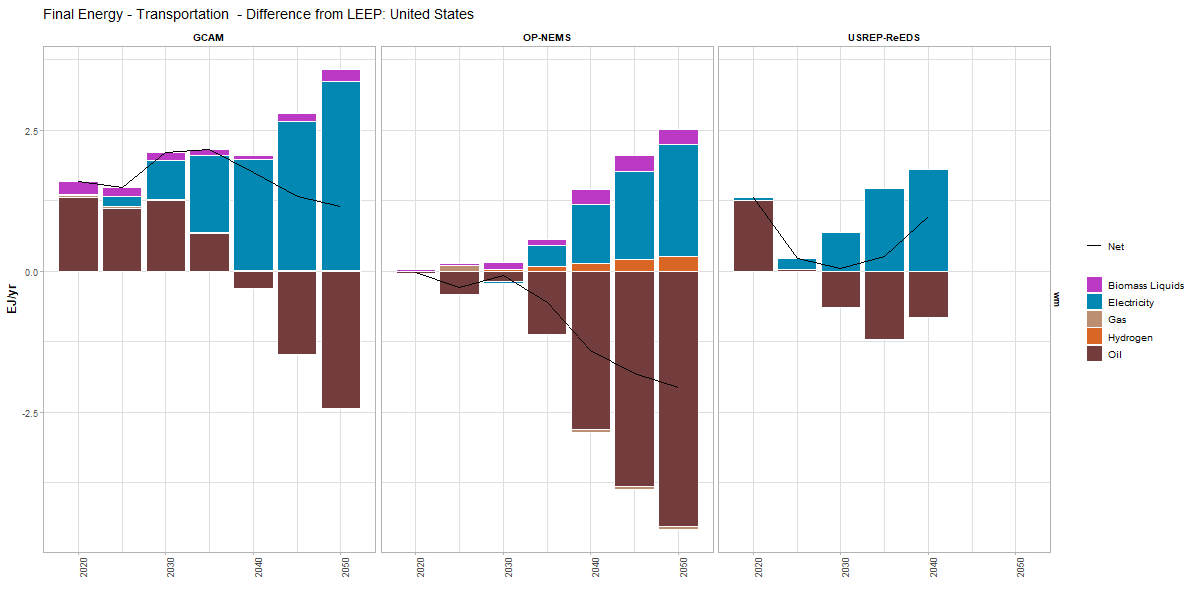 Final Energy - Transportation  - Difference from LEEP: United States
GCAM
OP-NEMS
USREP-ReEDS
EJ/yr
2.5
0.0
-2.5
wm
2020
2030
2040
2050
2020
2030
2040
2050
2020
2030
2040
2050
Net
Biomass Liquids
Electricity
Gas
Hydrogen
Oil